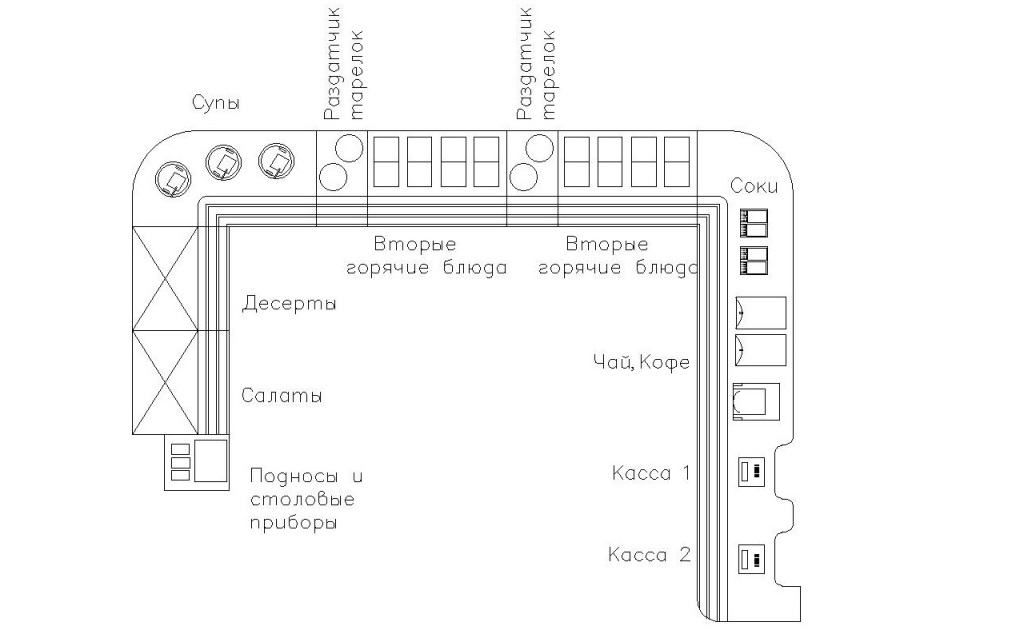 Раздатчик
тарелок
Раздатчик
тарелок
Супы
Соки
Вторые
горячие блюда
Вторые
горячие блюда
Десерты
Чай, Кофе
Салаты
Касса 1
Подносы и
столовые
приборы
Касса 2